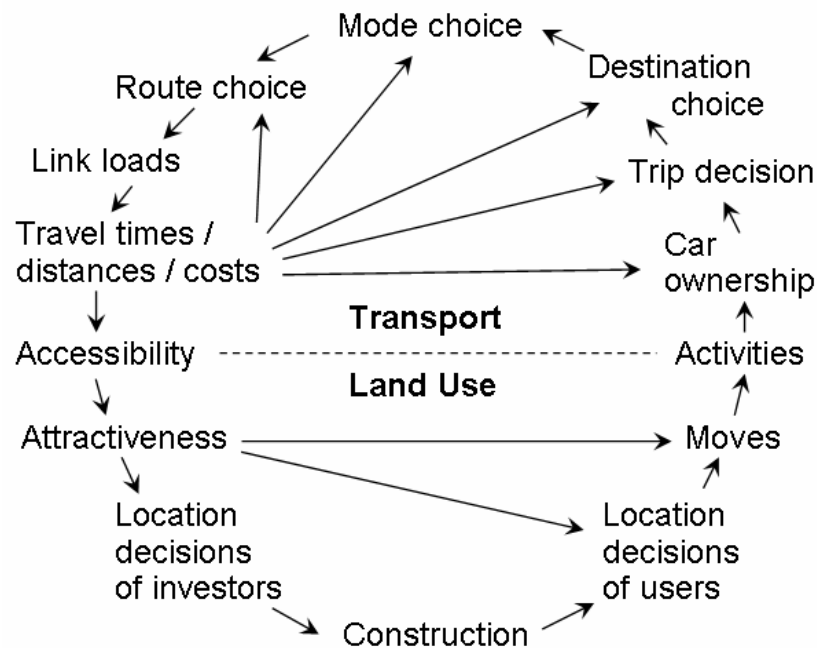 Mode choice
Destination
choice
Route choice
Link loads
Trip decision
Travel times /
distances / costs
Car
ownership
Transport
Accessibility
Activities
Land Use
Attractiveness
Moves
Location
decisions
of investors
Location
decisions
of users
Construction